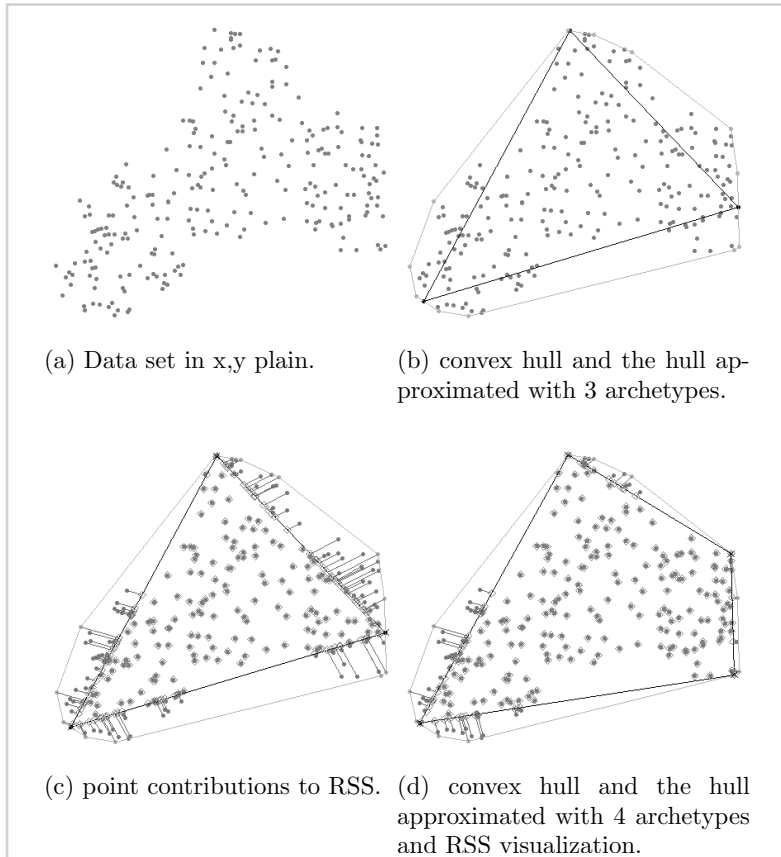 (a) Data set in x,y plain.
(b) convex hull and the hull ap-
proximated with 3 archetypes.
(c) point contributions to RSS.
(d) convex hull and the hull
approximated with 4 archetypes
and RSS visualization.